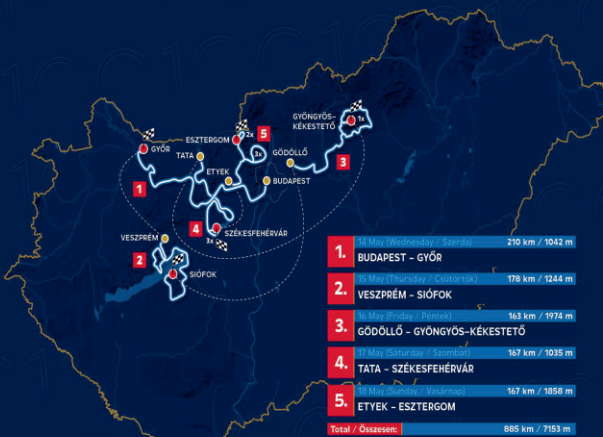 GYÖNGYÖS-
KÉKESTETŐ
1x
ESZTERGOM
2x
5
GYŐR
TATA
3x
GÖDÖLLŐ
3
ETYEK
BUDAPEST
1
4
SZÉKESFEHÉRVÁR
3x
VESZPRÉM
2
SIÓFOK
1.
14 May (Wednesday / Szerda) 210 km / 1042 m
BUDAPEST – GYŐR
2.
15 May (Thursday / Csütörtök) 178 km / 1244 m
VESZPRÉM – SIÓFOK
3.
16 May (Friday / Péntek) 163 km / 1974 m
GÖDÖLLŐ – GYÖNGYÖS-KÉKESTETŐ
4.
17 May (Saturday / Szombat) 167 km / 1035 m
TATA – SZÉKESFEHÉRVÁR
5.
18 May (Sunday / Vasárnap) 167 km / 1858 m
ETYEK – ESZTERGOM
Total / Összesen: 885 km / 7153 m